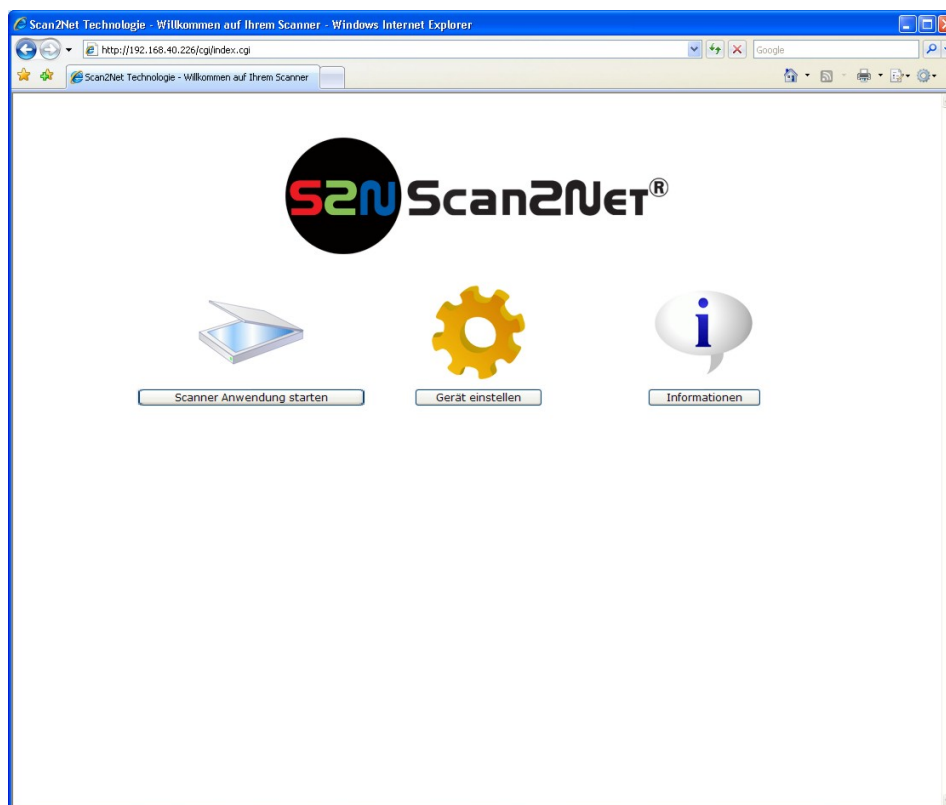 Scan2Net Technologie - Willkommen auf Ihrem Scanner - Windows Internet Explorer
http://192.168.40.226/cgi/index.cgi
Google
Scan2Net Technologie - Willkommen auf Ihrem Scanner
S2N Scan2Net®
i
Scanner Anwendung starten Gerät einstellen Informationen